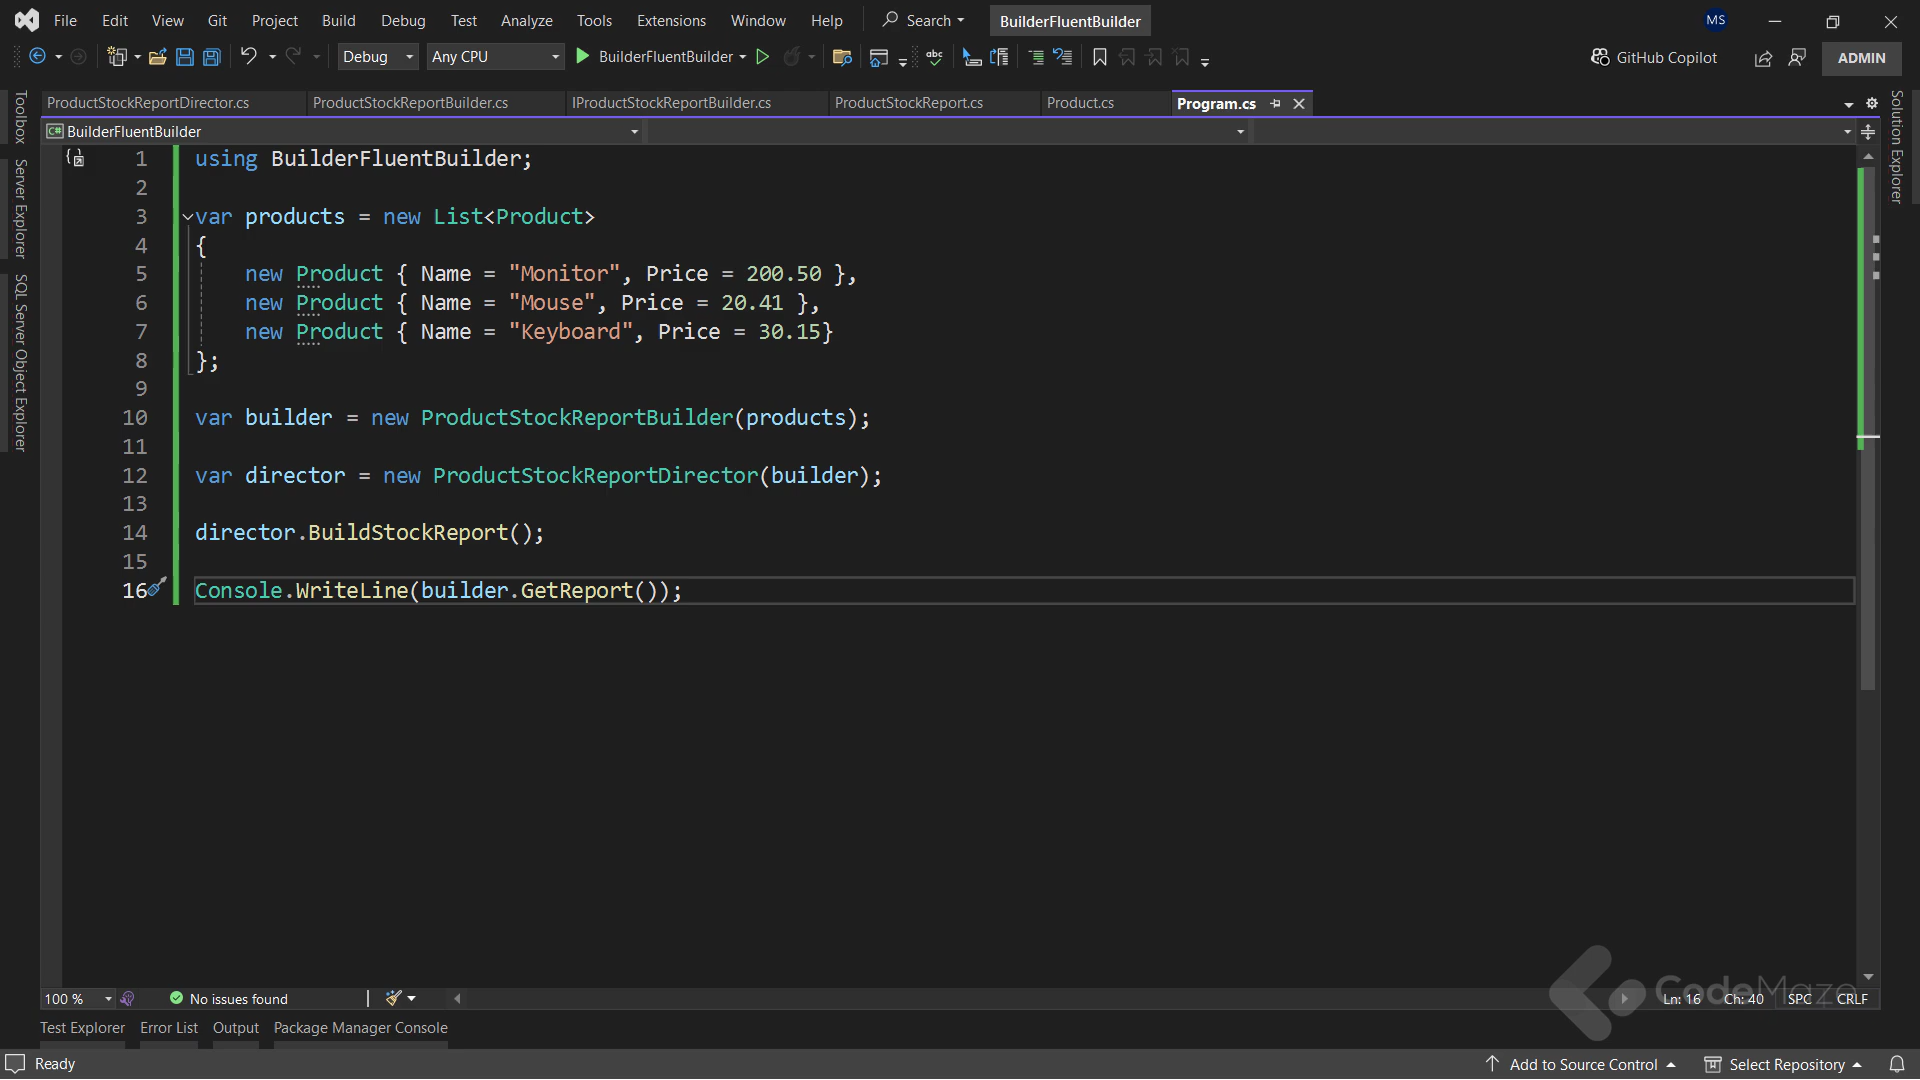 File Edit View Git Project Build Debug Test Analyze Tools Extensions Window Help Search BuilderFluentBuilder MS
Debug Any CPU BuilderFluentBuilder abc GitHub Copilot ADMIN
ProductStockReportDirector.cs ProductStockReportBuilder.cs IProductStockReportBuilder.cs ProductStockReport.cs Product.cs Program.cs
C# BuilderFluentBuilder
Toolbox
Server Explorer
SQL Server Object Explorer
Solution Explorer
1 using BuilderFluentBuilder;
2
3 var products = new List<Product>
4 {
5 new Product { Name = "Monitor", Price = 200.50 },
6 new Product { Name = "Mouse", Price = 20.41 },
7 new Product { Name = "Keyboard", Price = 30.15}
8 };
9
10 var builder = new ProductStockReportBuilder(products);
11
12 var director = new ProductStockReportDirector(builder);
13
14 director.BuildStockReport();
15
16 Console.WriteLine(builder.GetReport());
CodeMaze
100 % No issues found Ln: 16 Ch: 40 SPC CRLF
Test Explorer Error List Output Package Manager Console
Ready Add to Source Control Select Repository